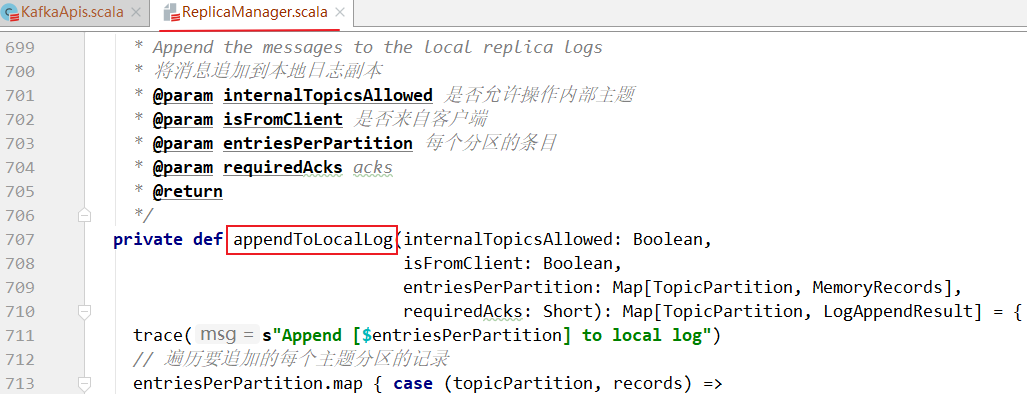 KafkaApis.scala × ReplicaManager.scala ×
699 * Append the messages to the local replica logs
700 * 将消息追加到本地日志副本
701 * @param internalTopicsAllowed 是否允许操作内部主题
702 * @param isFromClient 是否来自客户端
703 * @param entriesPerPartition 每个分区的条目
704 * @param requiredAcks acks
705 * @return
706 */
707 private def appendToLocalLog(internalTopicsAllowed: Boolean,
708 isFromClient: Boolean,
709 entriesPerPartition: Map[TopicPartition, MemoryRecords],
710 requiredAcks: Short): Map[TopicPartition, LogAppendResult] = {
711 trace( msg = s"Append [$entriesPerPartition] to local log")
712 // 遍历要追加的每个主题分区的记录
713 entriesPerPartition.map { case (topicPartition, records) =>